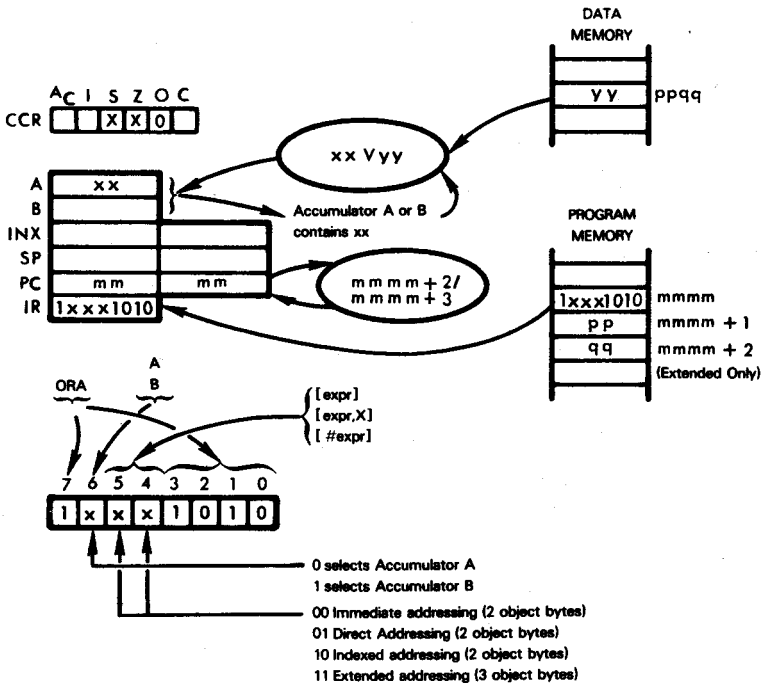 DATA
MEMORY
yy ppqq
AC I S Z O C
CCR X X 0
xx V yy
A xx
B
INX
SP
PC mm mm
IR 1xxx1010
Accumulator A or B
contains xx
mmmm + 2/
mmmm + 3
PROGRAM
MEMORY
1xxx1010 mmmm
pp mmmm + 1
qq mmmm + 2
(Extended Only)
ORA
A
B
[expr]
[expr,X]
[ #expr]
7 6 5 4 3 2 1 0
1 x x x 1 0 1 0
0 selects Accumulator A
1 selects Accumulator B
00 Immediate addressing (2 object bytes)
01 Direct Addressing (2 object bytes)
10 Indexed addressing (2 object bytes)
11 Extended addressing (3 object bytes)